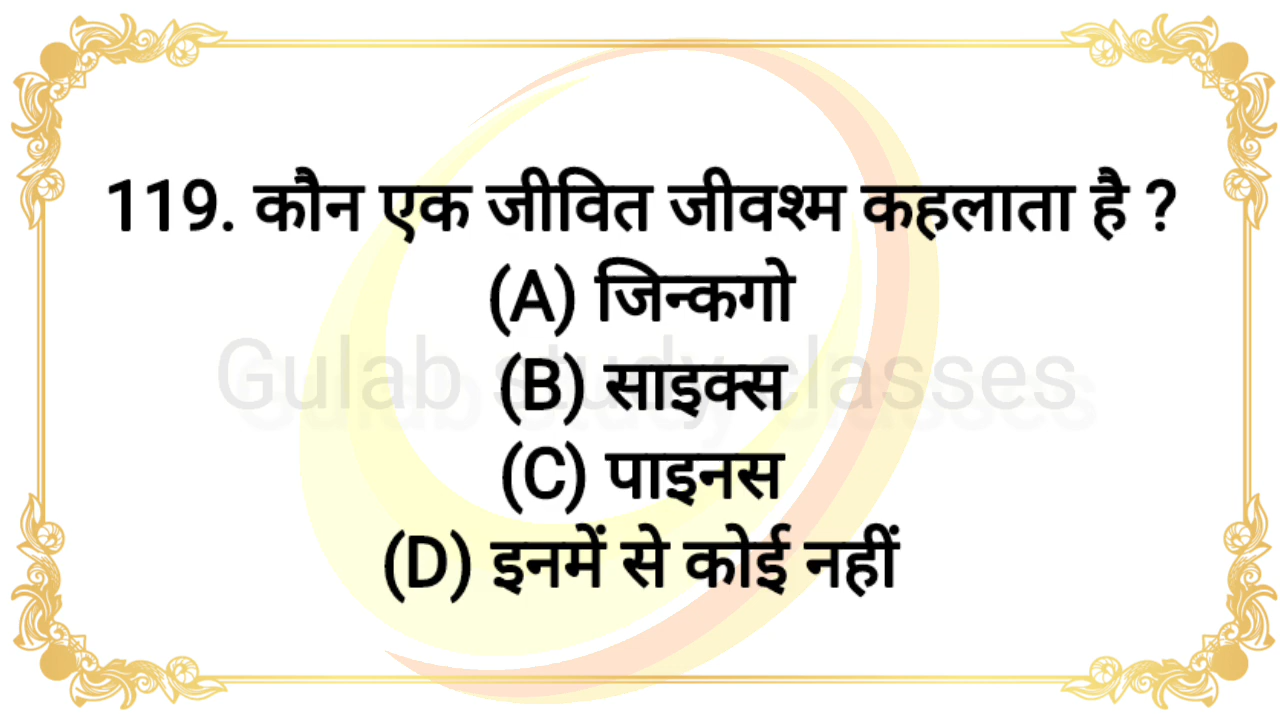 119. कौन एक जीवित जीवश्म कहलाता है ?
(A) जिन्कगो
Gulab study classes
(B) साइक्स
(C) पाइनस
(D) इनमें से कोई नहीं